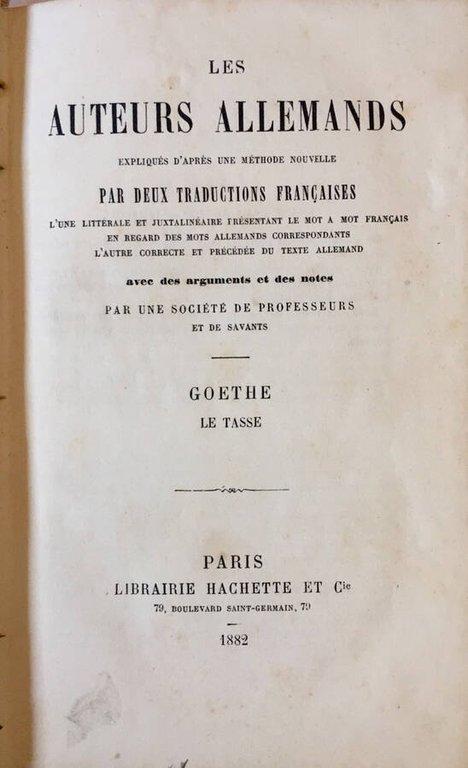 LES
AUTEURS ALLEMANDS
EXPLIQUÉS D'APRÈS UNE MÉTHODE NOUVELLE
PAR DEUX TRADUCTIONS FRANÇAISES
L'UNE LITTÉRALE ET JUXTALINÉAIRE PRÉSENTANT LE MOT A MOT FRANÇAIS
EN REGARD DES MOTS ALLEMANDS CORRESPONDANTS
L'AUTRE CORRECTE ET PRÉCÉDÉE DU TEXTE ALLEMAND
avec des arguments et des notes
PAR UNE SOCIÉTÉ DE PROFESSEURS
ET DE SAVANTS
GOETHE
LE TASSE
PARIS
LIBRAIRIE HACHETTE ET Cie
79, BOULEVARD SAINT-GERMAIN, 79
1882